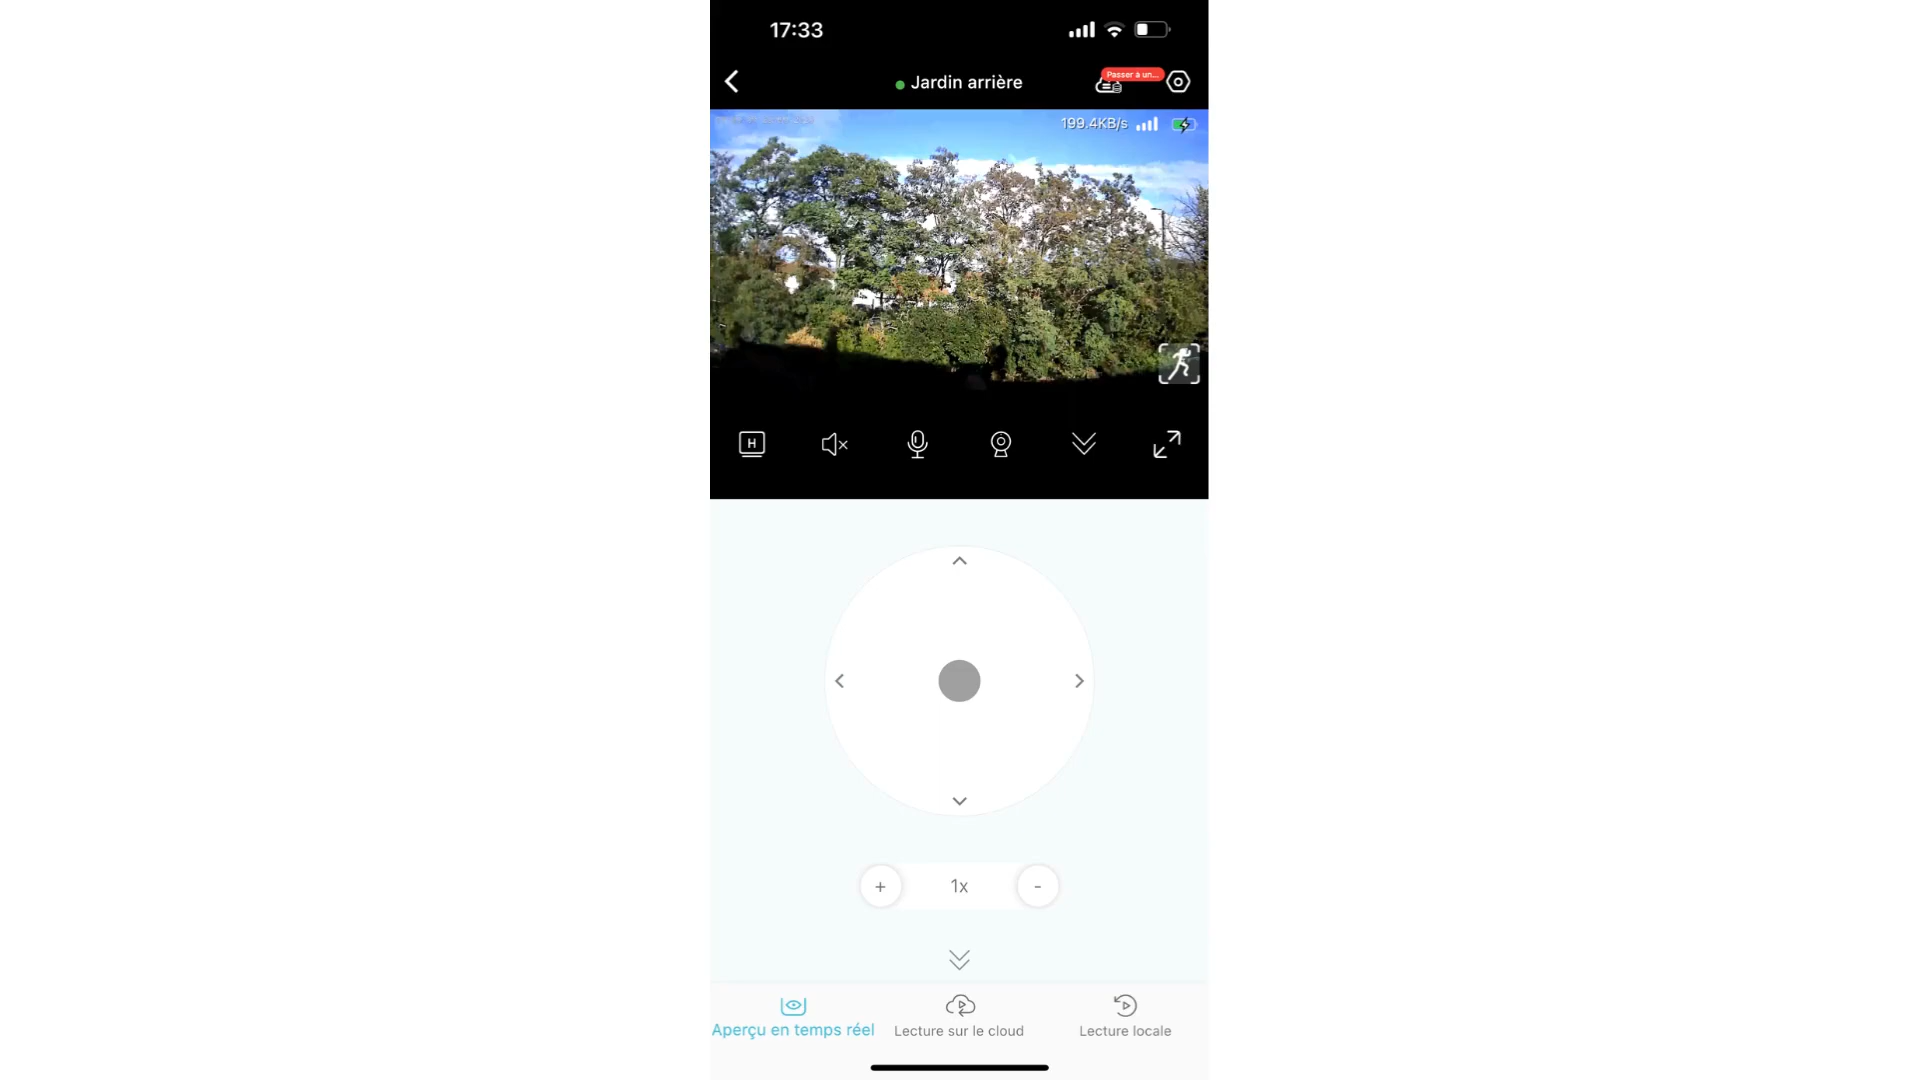 17:33
Jardin arrière
Passer à un...
199.4KB/s
H
1x
Aperçu en temps réel
Lecture sur le cloud
Lecture locale